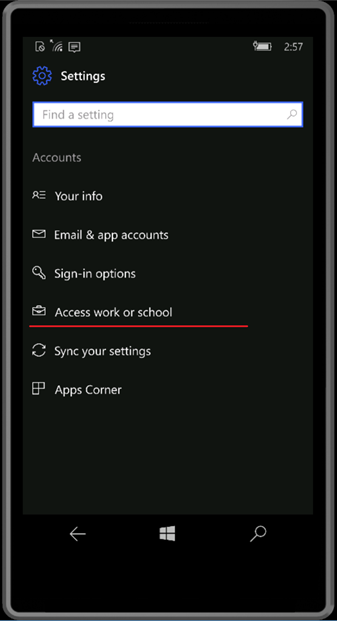 2:57
Settings
Find a setting
Accounts
Your info
Email & app accounts
Sign-in options
Access work or school
Sync your settings
Apps Corner